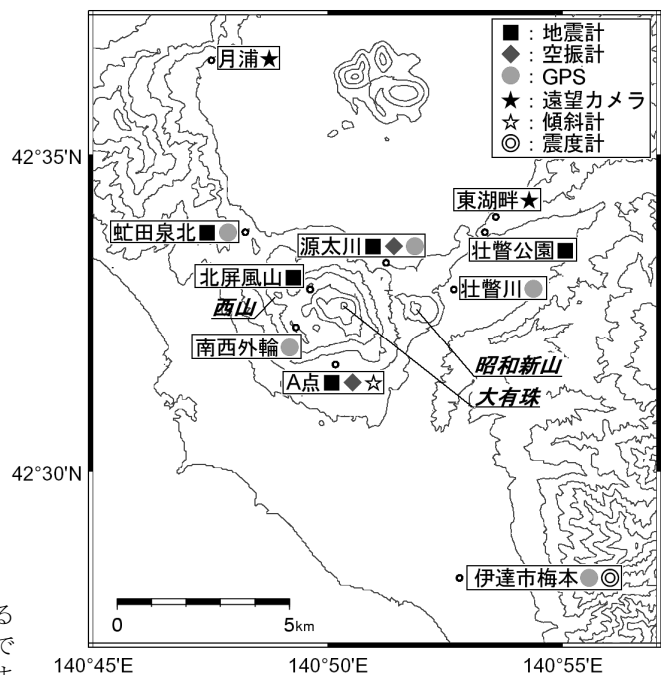 ■：地震計
◆：空振計
●：GPS
★：遠望カメラ
☆：傾斜計
◎：震度計
月浦★
42°35'N
東湖畔★
虻田泉北■●
源太川■◆●
壮瞥公園■
北屏風山■
壮瞥川●
西山
南西外輪●
昭和新山
A点■◆☆
大有珠
42°30'N
伊達市梅本●◎
る
で
0 5km
140°45'E 140°50'E 140°55'E